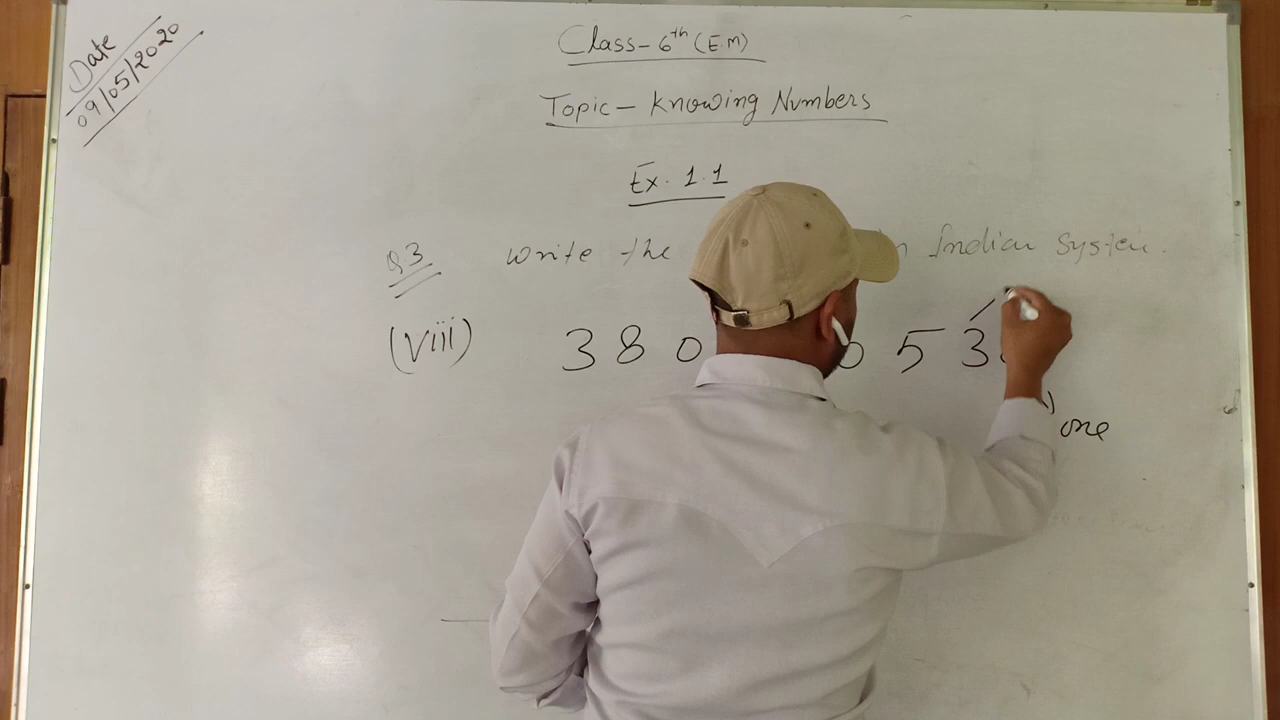 Date
09/05/2020
Class - 6th (E.M)
Topic - Knowing Numbers
Ex. 1.1
Q3 Write the Indian System.
(Viii) 3 8 0 5 3
one